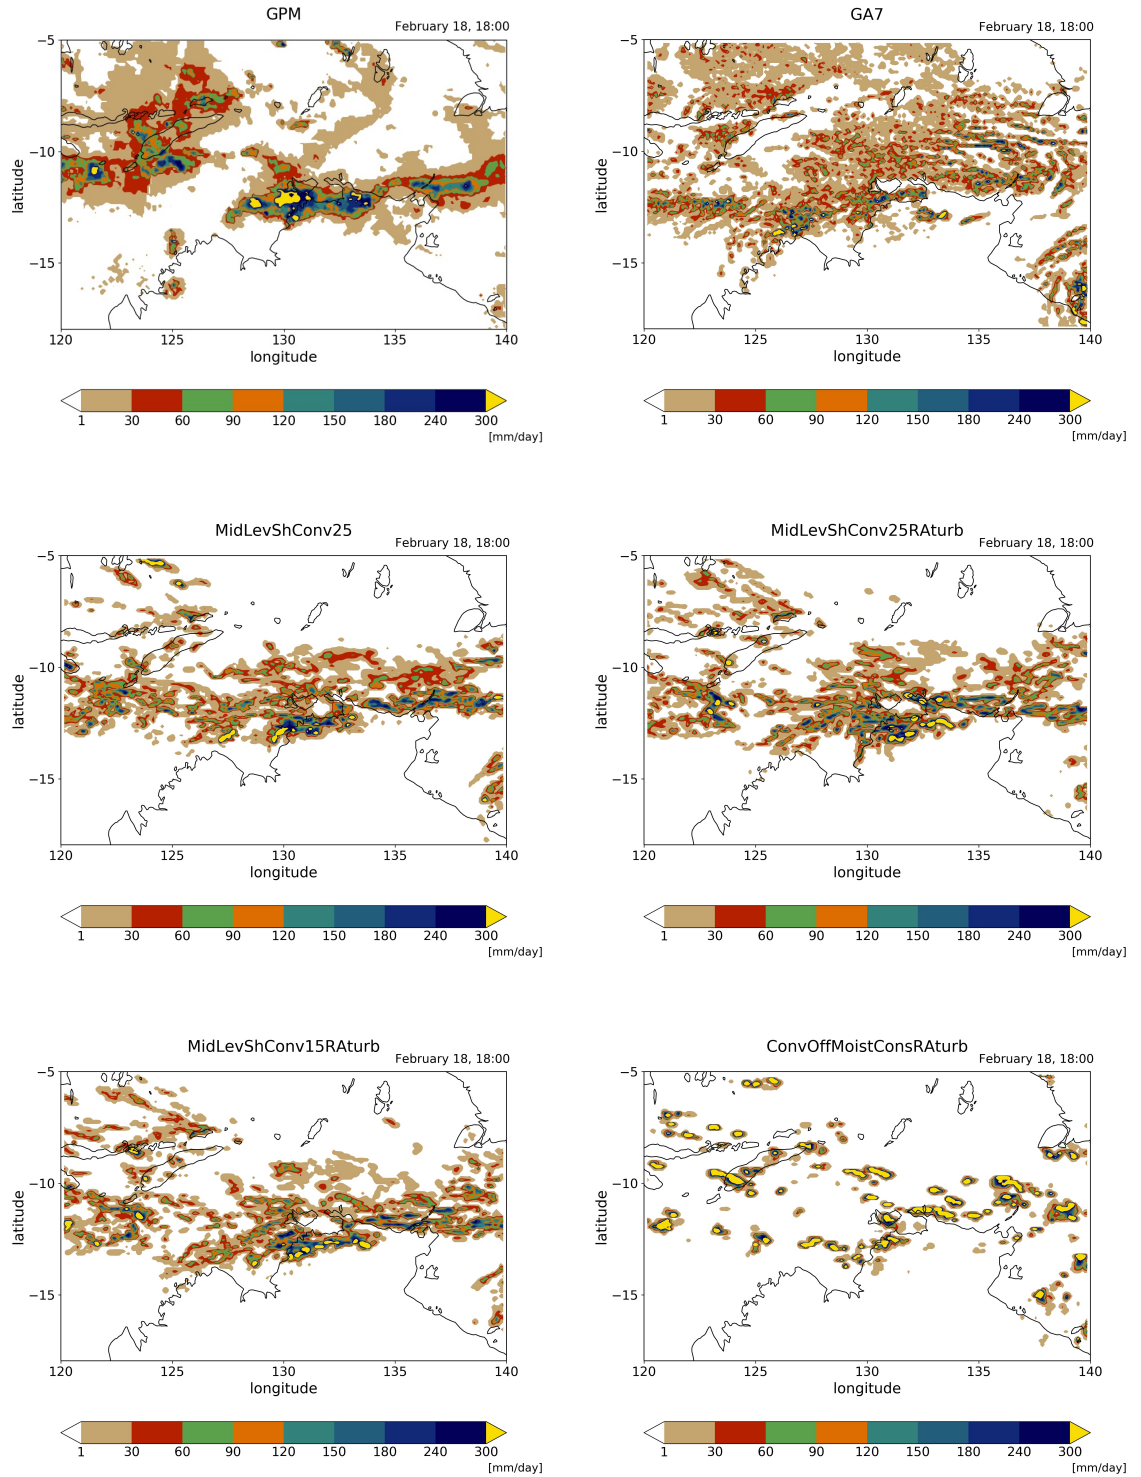 GPM
February 18, 18:00
−5
−10
−15
latitude
120 125 130 135 140
longitude
1 30 60 90 120 150 180 240 300
[mm/day]
GA7
February 18, 18:00
−5
−10
−15
latitude
120 125 130 135 140
longitude
1 30 60 90 120 150 180 240 300
[mm/day]
MidLevShConv25
February 18, 18:00
−5
−10
−15
latitude
120 125 130 135 140
longitude
1 30 60 90 120 150 180 240 300
[mm/day]
MidLevShConv25RAturb
February 18, 18:00
−5
−10
−15
latitude
120 125 130 135 140
longitude
1 30 60 90 120 150 180 240 300
[mm/day]
MidLevShConv15RAturb
February 18, 18:00
−5
−10
−15
latitude
120 125 130 135 140
longitude
1 30 60 90 120 150 180 240 300
[mm/day]
ConvOffMoistConsRAturb
February 18, 18:00
−5
−10
−15
latitude
120 125 130 135 140
longitude
1 30 60 90 120 150 180 240 300
[mm/day]